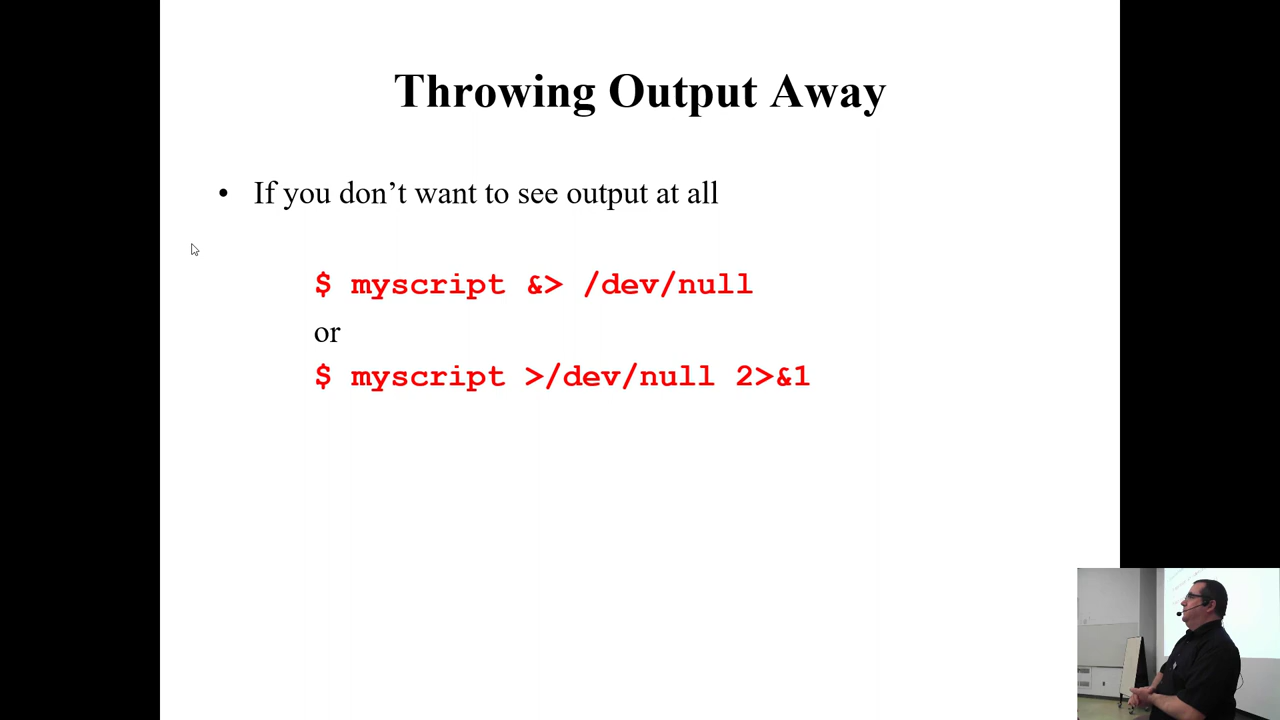 Throwing Output Away
• If you don’t want to see output at all
$ myscript &> /dev/null
or
$ myscript >/dev/null 2>&1